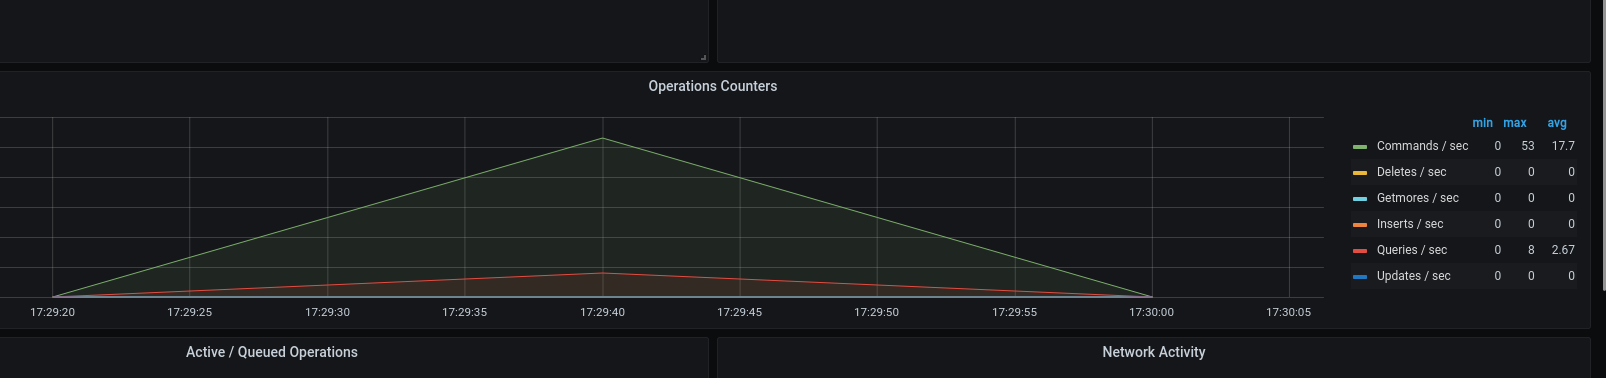 Operations Counters
min max avg
Commands / sec 0 53 17.7
Deletes / sec 0 0 0
Getmores / sec 0 0 0
Inserts / sec 0 0 0
Queries / sec 0 8 2.67
Updates / sec 0 0 0
17:29:20 17:29:25 17:29:30 17:29:35 17:29:40 17:29:45 17:29:50 17:29:55 17:30:00 17:30:05
Active / Queued Operations
Network Activity